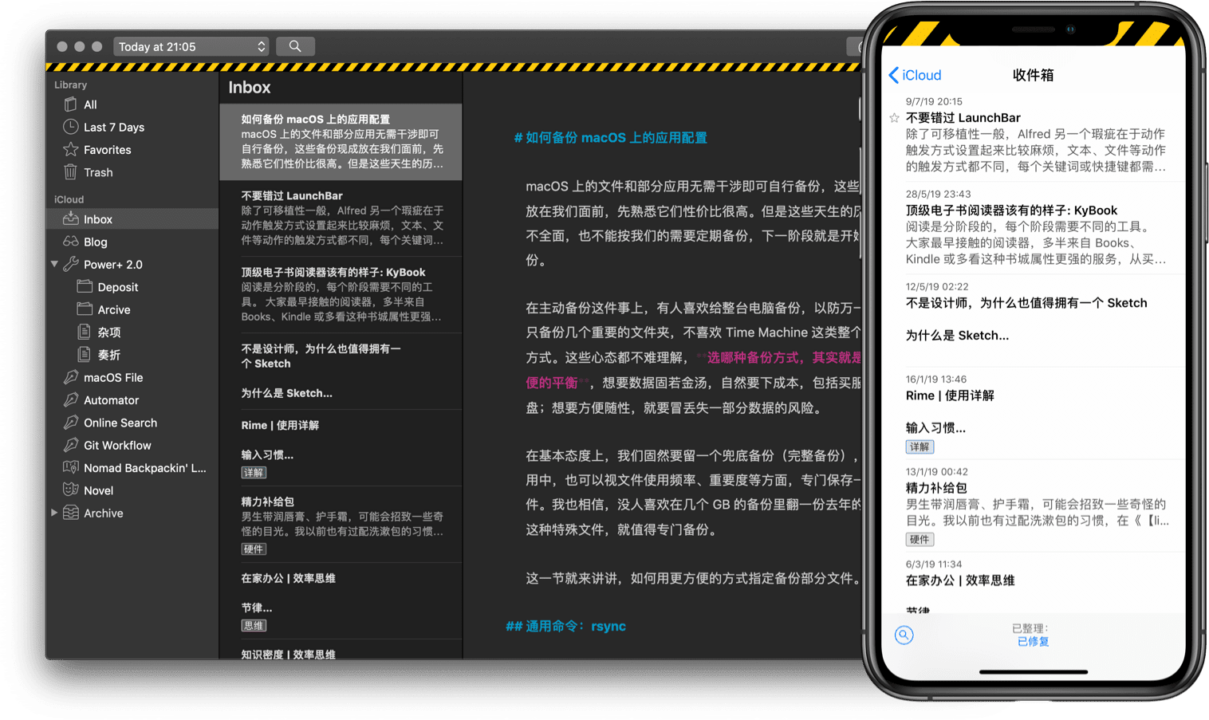 Today at 21:05
Library
All
Last 7 Days
Favorites
Trash
iCloud
Inbox
Blog
Power+ 2.0
Deposit
Arcive
杂项
奏折
macOS File
Automator
Online Search
Git Workflow
Nomad Backpackin' L...
Novel
Archive
Inbox
如何备份 macOS 上的应用配置
macOS 上的文件和部分应用无需干涉即可
自行备份，这些备份现成放在我们面前，先
熟悉它们性价比很高。但是这些天生的历...
不要错过 LaunchBar
除了可移植性一般，Alfred 另一个瑕疵在于
动作触发方式设置起来比较麻烦，文本、文
件等动作的触发方式都不同，每个关键词...
顶级电子书阅读器该有的样子: KyBook
阅读是分阶段的，每个阶段需要不同的工
具。 大家最早接触的阅读器，多半来自
Books、Kindle 或多看这种书城属性更强...
不是设计师，为什么也值得拥有一
个 Sketch
为什么是 Sketch...
Rime | 使用详解
输入习惯...
详解
精力补给包
男生带润唇膏、护手霜，可能会招致一些奇
怪的目光。我以前也有过配洗漱包的习惯...
硬件
在家办公 | 效率思维
节律...
思维
知识密度 | 效率思维
# 如何备份 macOS 上的应用配置
macOS 上的文件和部分应用无需干涉即可自行备份，这些
放在我们面前，先熟悉它们性价比很高。但是这些天生的历
不全面，也不能按我们的需要定期备份，下一阶段就是开始
份。
在主动备份这件事上，有人喜欢给整台电脑备份，以防万一
只备份几个重要的文件夹，不喜欢 Time Machine 这类整个
方式。这些心态都不难理解，**选哪种备份方式，其实就是
便的平衡**，想要数据固若金汤，自然要下成本，包括买服
盘；想要方便随性，就要冒丢失一部分数据的风险。
在基本态度上，我们固然要留一个兜底备份（完整备份），
用中，也可以视文件使用频率、重要度等方面，专门保存一
件。我也相信，没人喜欢在几个 GB 的备份里翻一份去年的
这种特殊文件，就值得专门备份。
这一节就来讲讲，如何用更方便的方式指定备份部分文件。
## 通用命令：rsync
iCloud
收件箱
9/7/19 20:15
不要错过 LaunchBar
除了可移植性一般，Alfred 另一个瑕疵在于动作
触发方式设置起来比较麻烦，文本、文件等动作
的触发方式都不同，每个关键词或快捷键都需...
28/5/19 23:43
顶级电子书阅读器该有的样子: KyBook
阅读是分阶段的，每个阶段需要不同的工具。
大家最早接触的阅读器，多半来自 Books、
Kindle 或多看这种书城属性更强的服务，从买...
12/5/19 02:22
不是设计师，为什么也值得拥有一个 Sketch
为什么是 Sketch...
16/1/19 13:46
Rime | 使用详解
输入习惯...
详解
13/1/19 00:42
精力补给包
男生带润唇膏、护手霜，可能会招致一些奇怪的
目光。我以前也有过配洗漱包的习惯，在《【li...
硬件
6/3/19 11:34
在家办公 | 效率思维
节律
已整理：
已修复